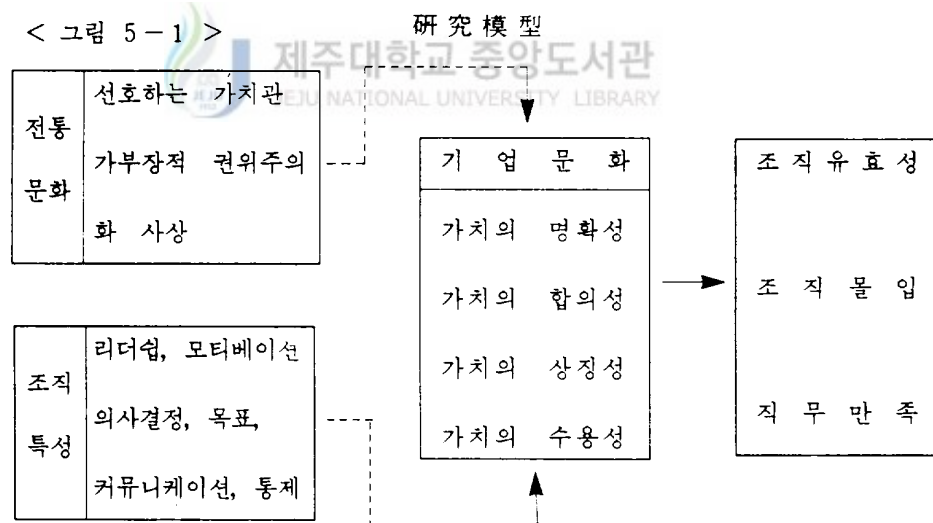 < 그림 5-1 >
硏究模型
제주대학교 중앙도서관
JEJU NATIONAL UNIVERSITY LIBRARY
전통
문화
선호하는 가치관
가부장적 권위주의
화 사상
조직
특성
리더쉽, 모티베이션
의사결정, 목표,
커뮤니케이션, 통제
기 업 문 화
가치의 명확성
가치의 합의성
가치의 상징성
가치의 수용성
조 직 유 효 성
조 직 몰 입
직 무 만 족